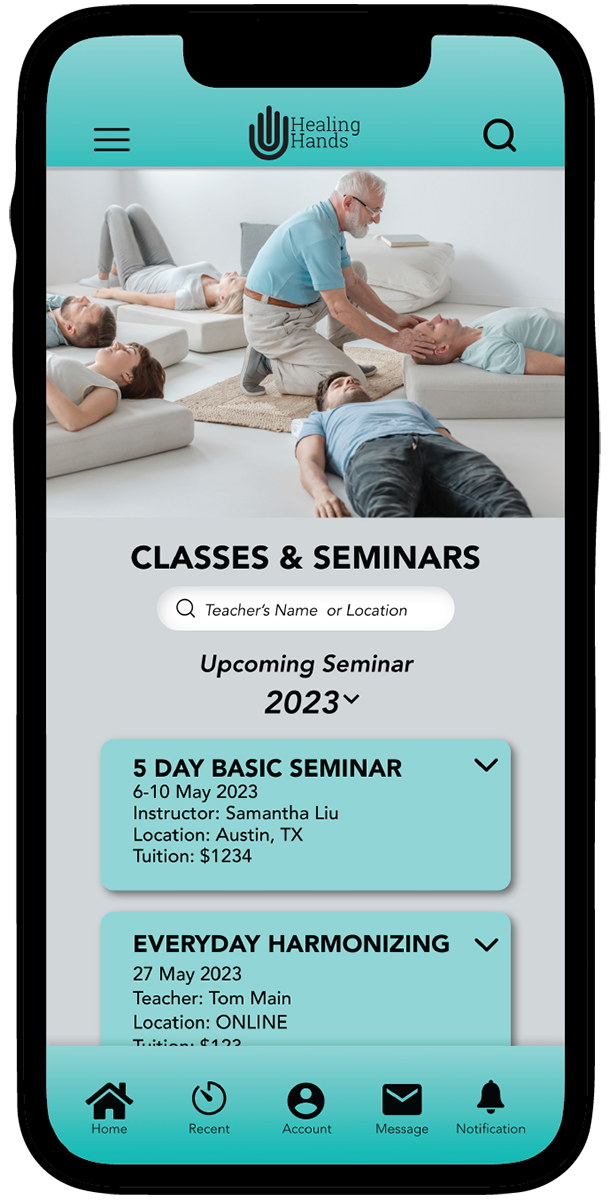 Healing
Hands
CLASSES & SEMINARS
Teacher's Name or Location
Upcoming Seminar
2023
5 DAY BASIC SEMINAR
6-10 May 2023
Instructor: Samantha Liu
Location: Austin, TX
Tuition: $1234
EVERYDAY HARMONIZING
27 May 2023
Teacher: Tom Main
Location: ONLINE
Tuition: $123
Home
Recent
Account
Message
Notification